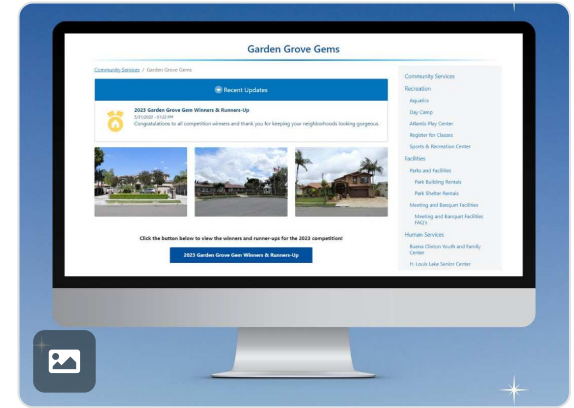 Garden Grove Gems
Community Services / Garden Grove Gems
Recent Updates
2023 Garden Grove Gem Winners & Runners-Up
Congratulations to all competition winners and thank you for keeping your neighborhoods looking gorgeous.
Click the button below to view the winners and runner-ups for the 2023 competition!
2023 Garden Grove Gem Winners & Runners-Up
Community Services
Recreation
Aquatics
Day Camp
Atlantis Play Center
Register for Classes
Sports & Recreation Center
Facilities
Parks and Facilities
Park Building Rentals
Park Shelter Rentals
Meeting and Banquet Facilities
Meeting and Banquet Facilities
FAQ's
Human Services
Buena Clinton Youth and Family
Center
H. Louis Lake Senior Center